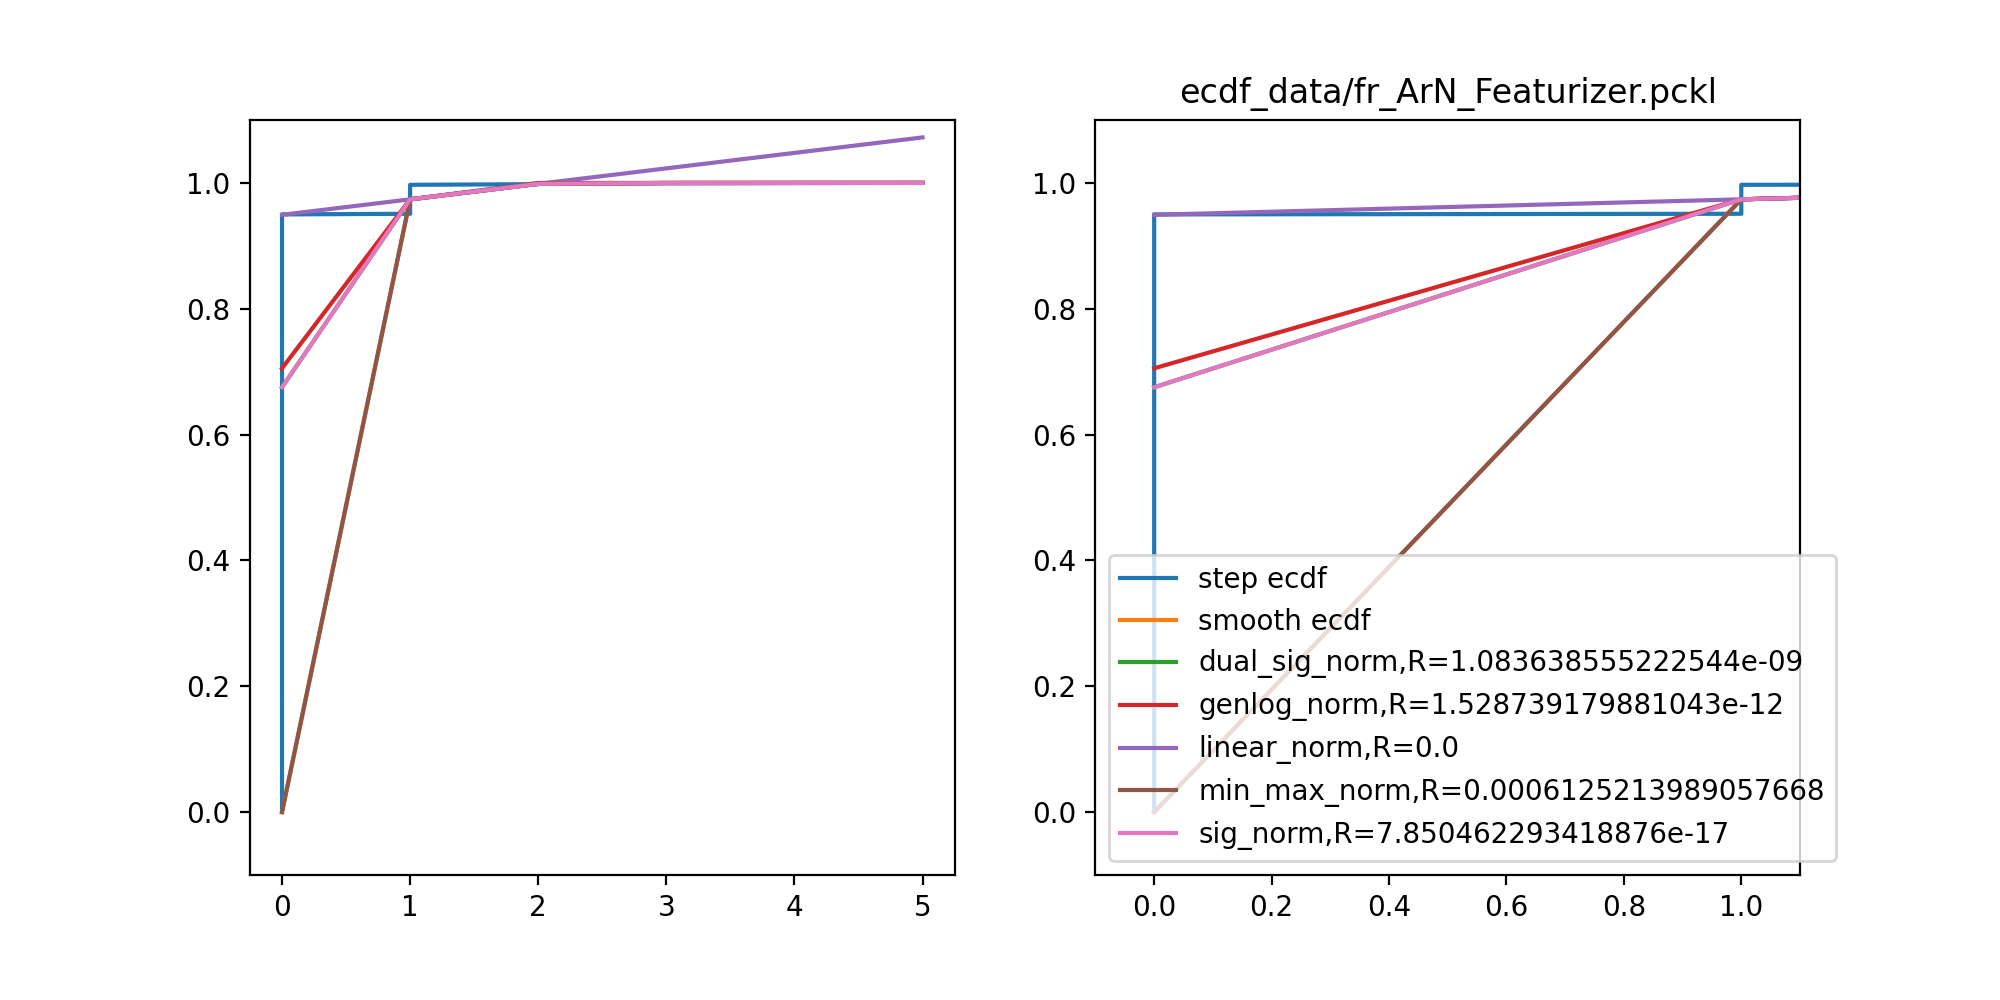 ecdf_data/fr_ArN_Featurizer.pckl
1.0
0.8
0.6
0.4
0.2
0.0
0 1 2 3 4 5
1.0
0.8
0.6
0.4
0.2
0.0
0.0 0.2 0.4 0.6 0.8 1.0
step ecdf
smooth ecdf
dual_sig_norm,R=1.083638555222544e-09
genlog_norm,R=1.528739179881043e-12
linear_norm,R=0.0
min_max_norm,R=0.0006125213989057668
sig_norm,R=7.850462293418876e-17